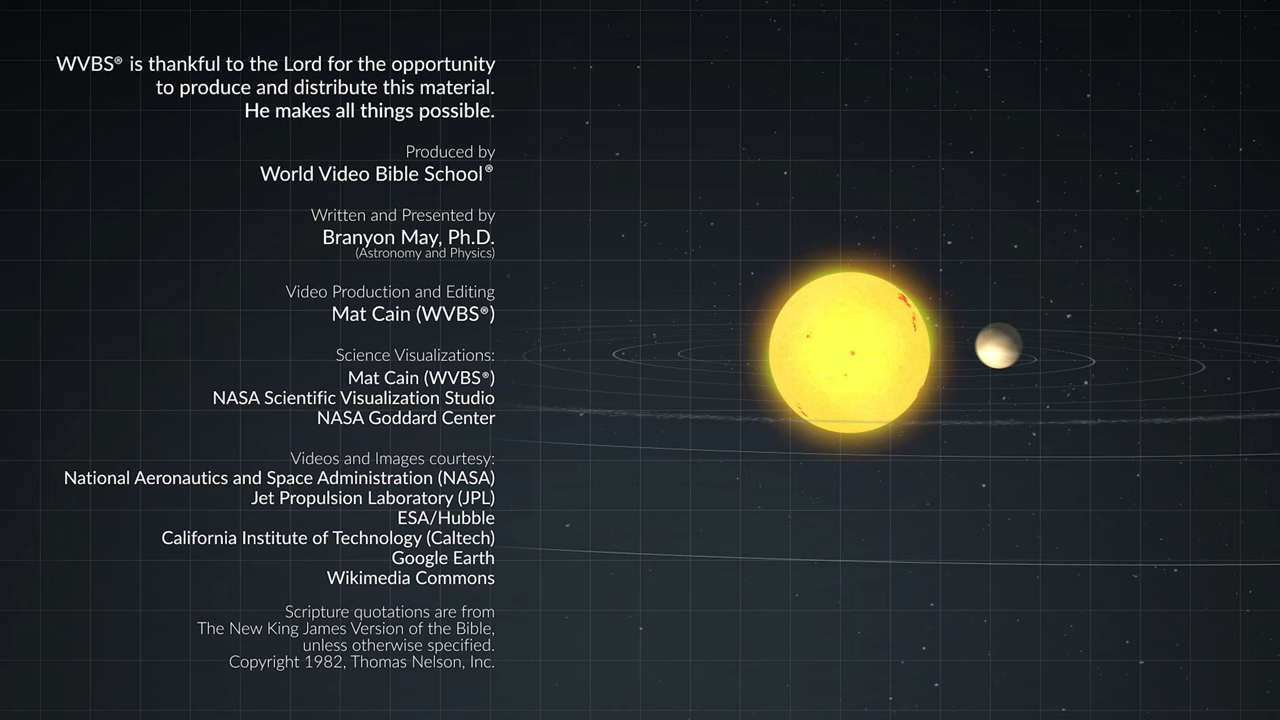 WVBS® is thankful to the Lord for the opportunity
to produce and distribute this material.
He makes all things possible.
Produced by
World Video Bible School®
Written and Presented by
Branyon May, Ph.D.
(Astronomy and Physics)
Video Production and Editing
Mat Cain (WVBS®)
Science Visualizations:
Mat Cain (WVBS®)
NASA Scientific Visualization Studio
NASA Goddard Center
Videos and Images courtesy:
National Aeronautics and Space Administration (NASA)
Jet Propulsion Laboratory (JPL)
ESA/Hubble
California Institute of Technology (Caltech)
Google Earth
Wikimedia Commons
Scripture quotations are from
The New King James Version of the Bible,
unless otherwise specified.
Copyright 1982, Thomas Nelson, Inc.